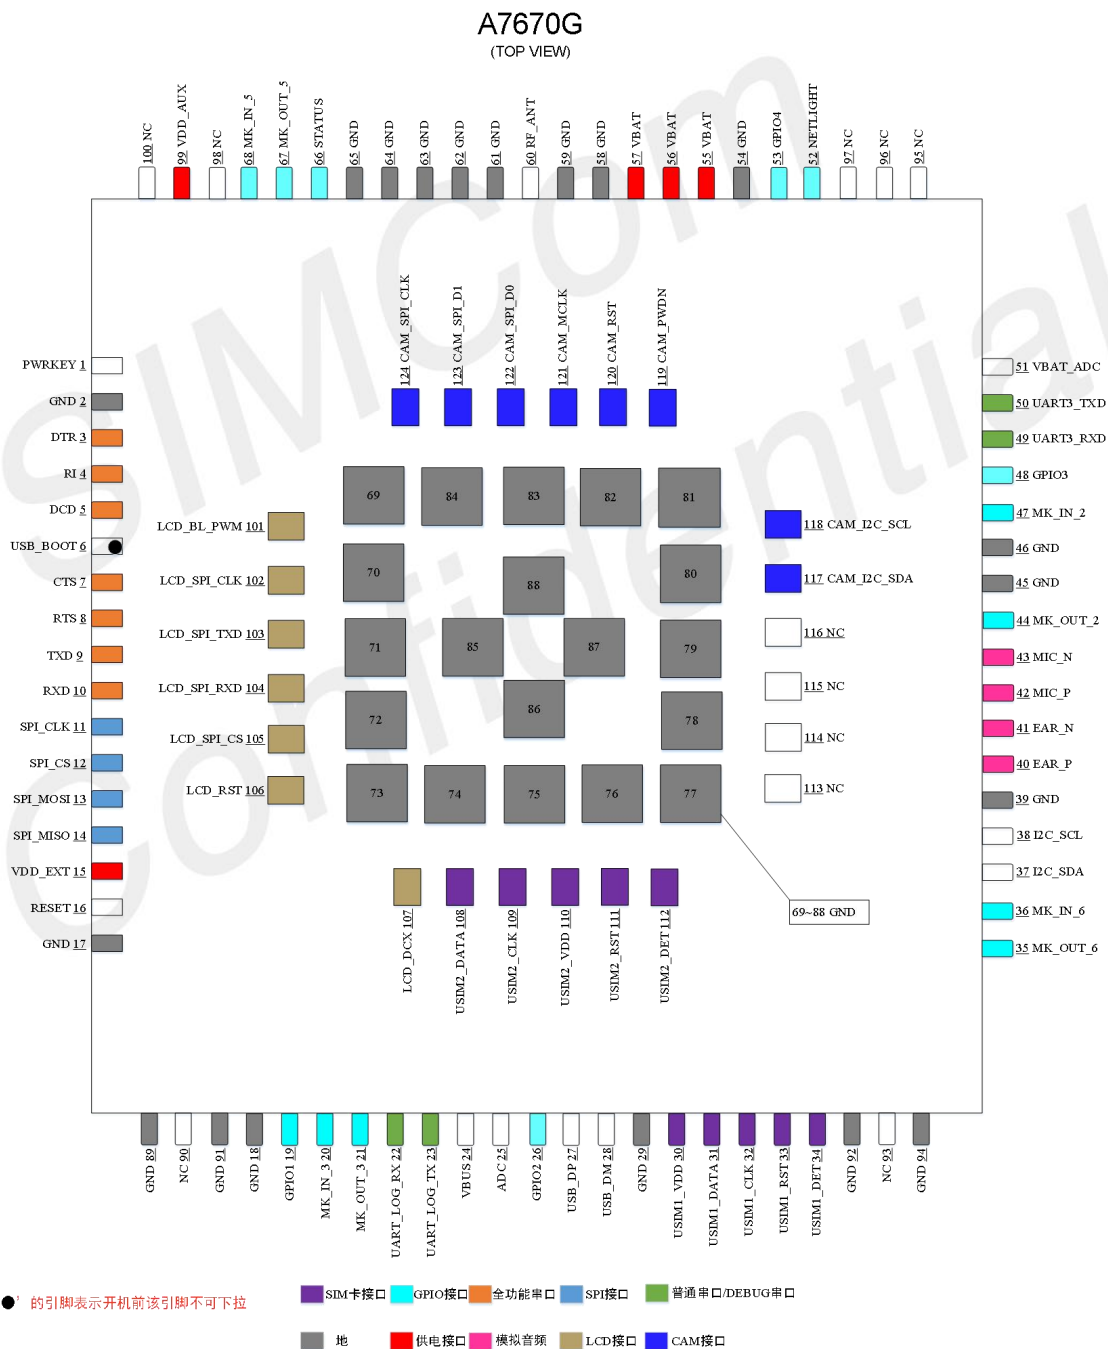 A7670G
(TOP VIEW)
100 NC
99 VDD_AUX
98 NC
68 MK_IN_5
67 MK_OUT_5
66 STATUS
65 GND
64 GND
63 GND
62 GND
61 GND
60 RF_ANT
59 GND
58 GND
57 VBAT
56 VBAT
55 VBAT
54 GND
53 GPIO4
52 NETLIGHT
97 NC
96 NC
95 NC
PWRKEY 1
GND 2
DTR 3
RI 4
DCD 5
USB_BOOT 6
CTS 7
RTS 8
TXD 9
RXD 10
SPI_CLK 11
SPI_CS 12
SPI_MOSI 13
SPI_MISO 14
VDD_EXT 15
RESET 16
GND 17
124 CAM_SPI_CLK
123 CAM_SPI_D1
122 CAM_SPI_D0
121 CAM_MCLK
120 CAM_RST
119 CAM_PWDN
LCD_BL_PWM 101
LCD_SPI_CLK 102
LCD_SPI_TXD 103
LCD_SPI_RXD 104
LCD_SPI_CS 105
LCD_RST 106
69
84
83
82
81
70
88
80
71
85
87
79
72
86
78
73
74
75
76
77
118 CAM_I2C_SCL
117 CAM_I2C_SDA
116 NC
115 NC
114 NC
113 NC
69~88 GND
LCD_DCX 107
USIM2_DATA 108
USIM2_CLK 109
USIM2_VDD 110
USIM2_RST 111
USIM2_DET 112
51 VBAT_ADC
50 UART3_TXD
49 UART3_RXD
48 GPIO3
47 MK_IN_2
46 GND
45 GND
44 MK_OUT_2
43 MIC_N
42 MIC_P
41 EAR_N
40 EAR_P
39 GND
38 I2C_SCL
37 I2C_SDA
36 MK_IN_6
35 MK_OUT_6
GND 89
NC 90
GND 91
GND 18
GPIO1 19
MK_IN_3 20
MK_OUT_3 21
UART_LOG_RX 22
UART_LOG_TX 23
VBUS 24
ADC 25
GPIO2 26
USB_DP 27
USB_DM 28
GND 29
USIM1_VDD 30
USIM1_DATA 31
USIM1_CLK 32
USIM1_RST 33
USIM1_DET 34
GND 92
NC 93
GND 94
●' 的引脚表示开机前该引脚不可下拉
SIM卡接口
GPIO接口
全功能串口
SPI接口
普通串口/DEBUG串口
地
供电接口
模拟音频
LCD接口
CAM接口
SIMCom
Confidential